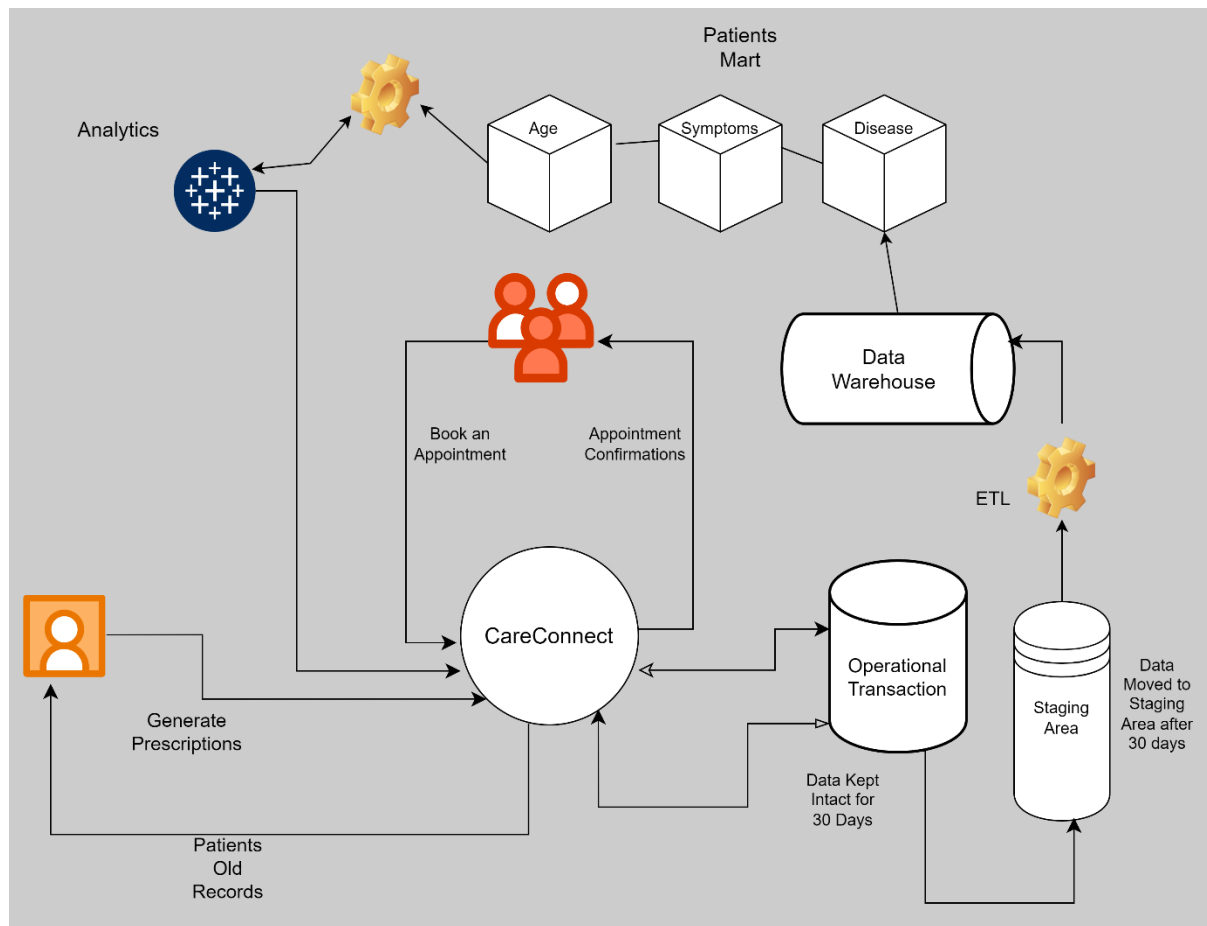 Patients
Mart
Analytics
Age
Symptoms
Disease
Data
Warehouse
Book an
Appointment
Appointment
Confirmations
ETL
CareConnect
Operational
Transaction
Staging
Area
Data
Moved to
Staging
Area after
30 days
Generate
Prescriptions
Data Kept
Intact for
30 Days
Patients
Old
Records